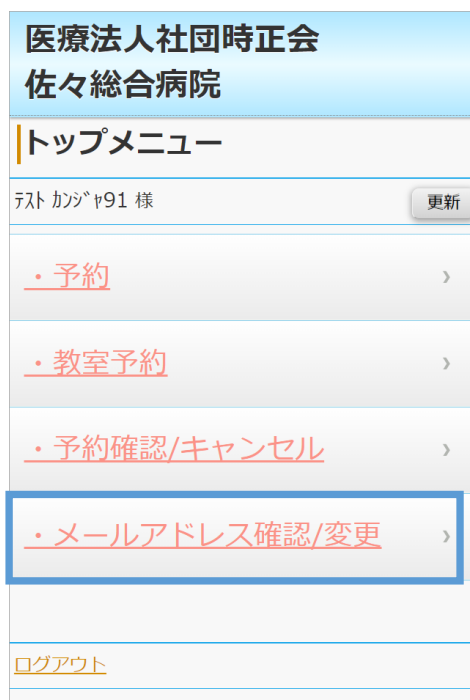 医療法人社団時正会
佐々総合病院
トップメニュー
ﾃｽﾄ ｶﾝｼﾞｬ91 様
更新
・予約
・教室予約
・予約確認/キャンセル
・メールアドレス確認/変更
ログアウト